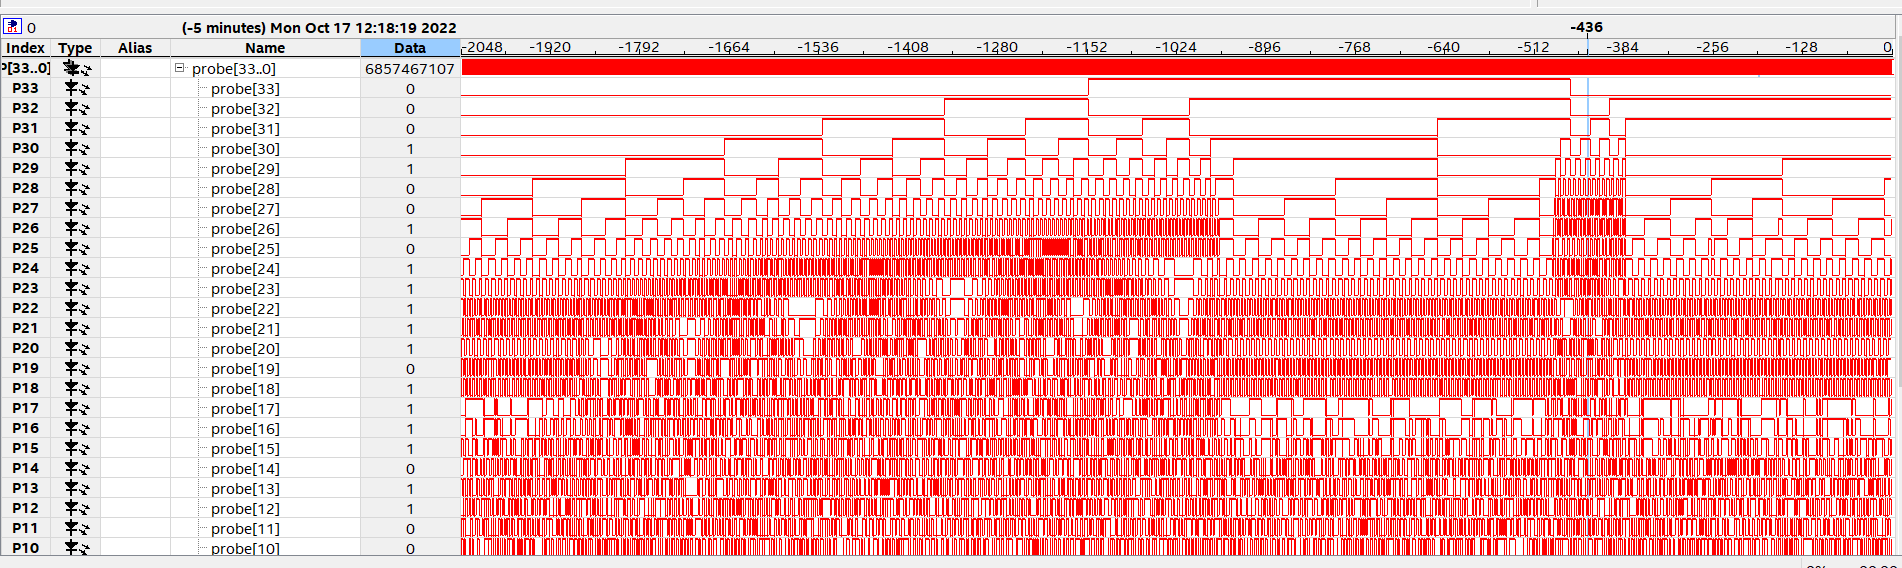 0 (-5 minutes) Mon Oct 17 12:18:19 2022 -436
Index Type Alias Name Data -2048 -1920 -1792 -1664 -1536 -1408 -1280 -1152 -1024 -896 -768 -640 -512 -384 -256 -128 0
P[33..0] probe[33..0] 6857467107
P33 probe[33] 0
P32 probe[32] 0
P31 probe[31] 0
P30 probe[30] 1
P29 probe[29] 1
P28 probe[28] 0
P27 probe[27] 0
P26 probe[26] 1
P25 probe[25] 0
P24 probe[24] 1
P23 probe[23] 1
P22 probe[22] 1
P21 probe[21] 1
P20 probe[20] 1
P19 probe[19] 0
P18 probe[18] 1
P17 probe[17] 1
P16 probe[16] 1
P15 probe[15] 1
P14 probe[14] 0
P13 probe[13] 1
P12 probe[12] 1
P11 probe[11] 0
P10 probe[10] 0